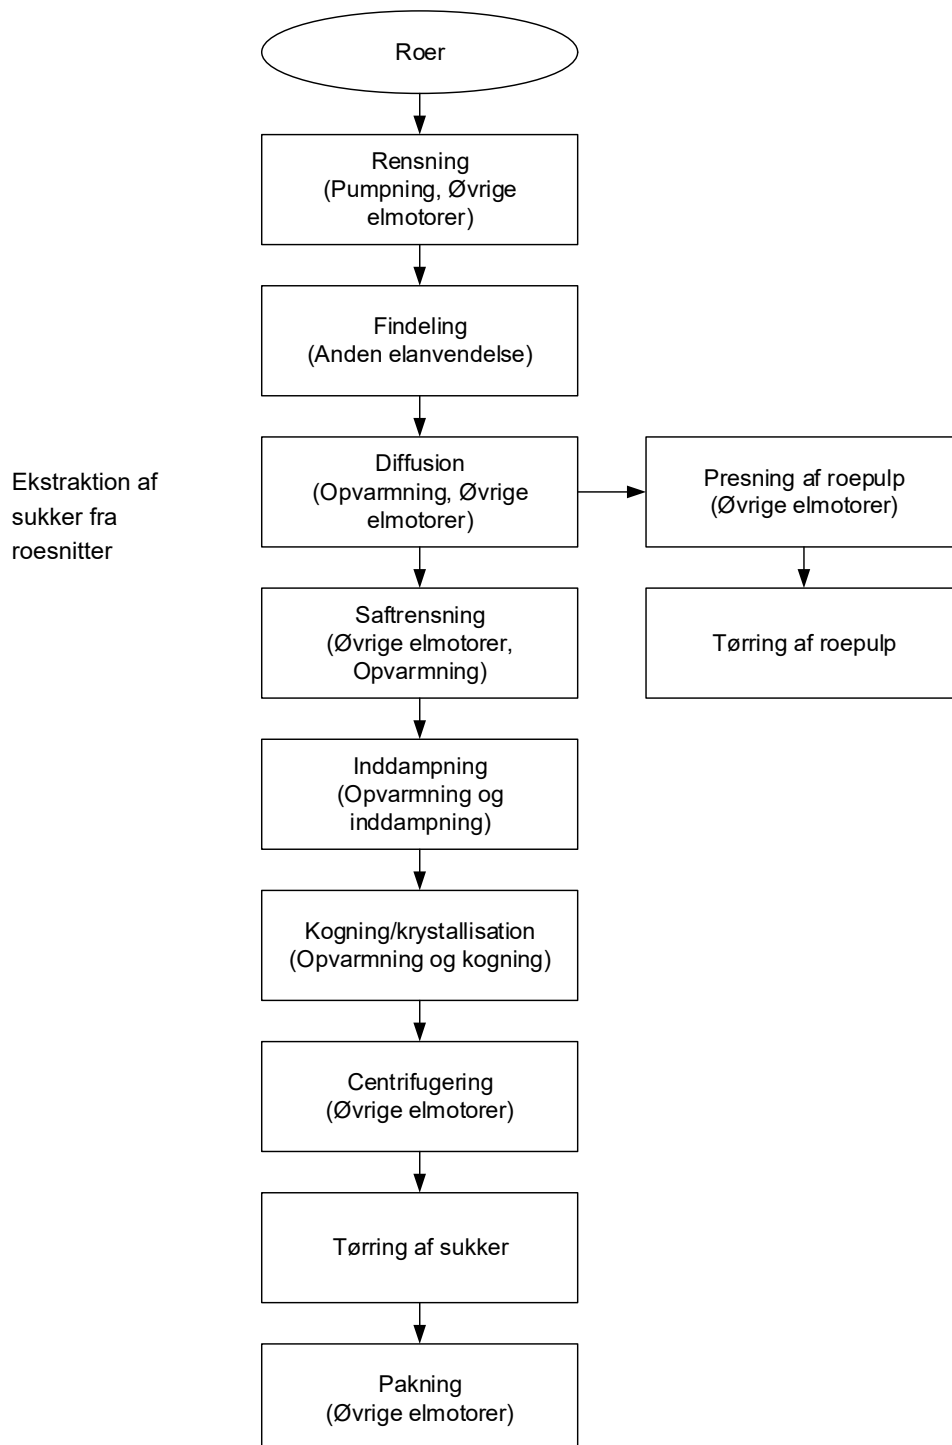 Roer
Rensning
(Pumpning, Øvrige
elmotorer)
Findeling
(Anden elanvendelse)
Ekstraktion af
sukker fra
roesnitter
Diffusion
(Opvarmning, Øvrige
elmotorer)
Presning af roepulp
(Øvrige elmotorer)
Saftrensning
(Øvrige elmotorer,
Opvarmning)
Tørring af roepulp
Inddampning
(Opvarmning og
inddampning)
Kogning/krystallisation
(Opvarmning og kogning)
Centrifugering
(Øvrige elmotorer)
Tørring af sukker
Pakning
(Øvrige elmotorer)